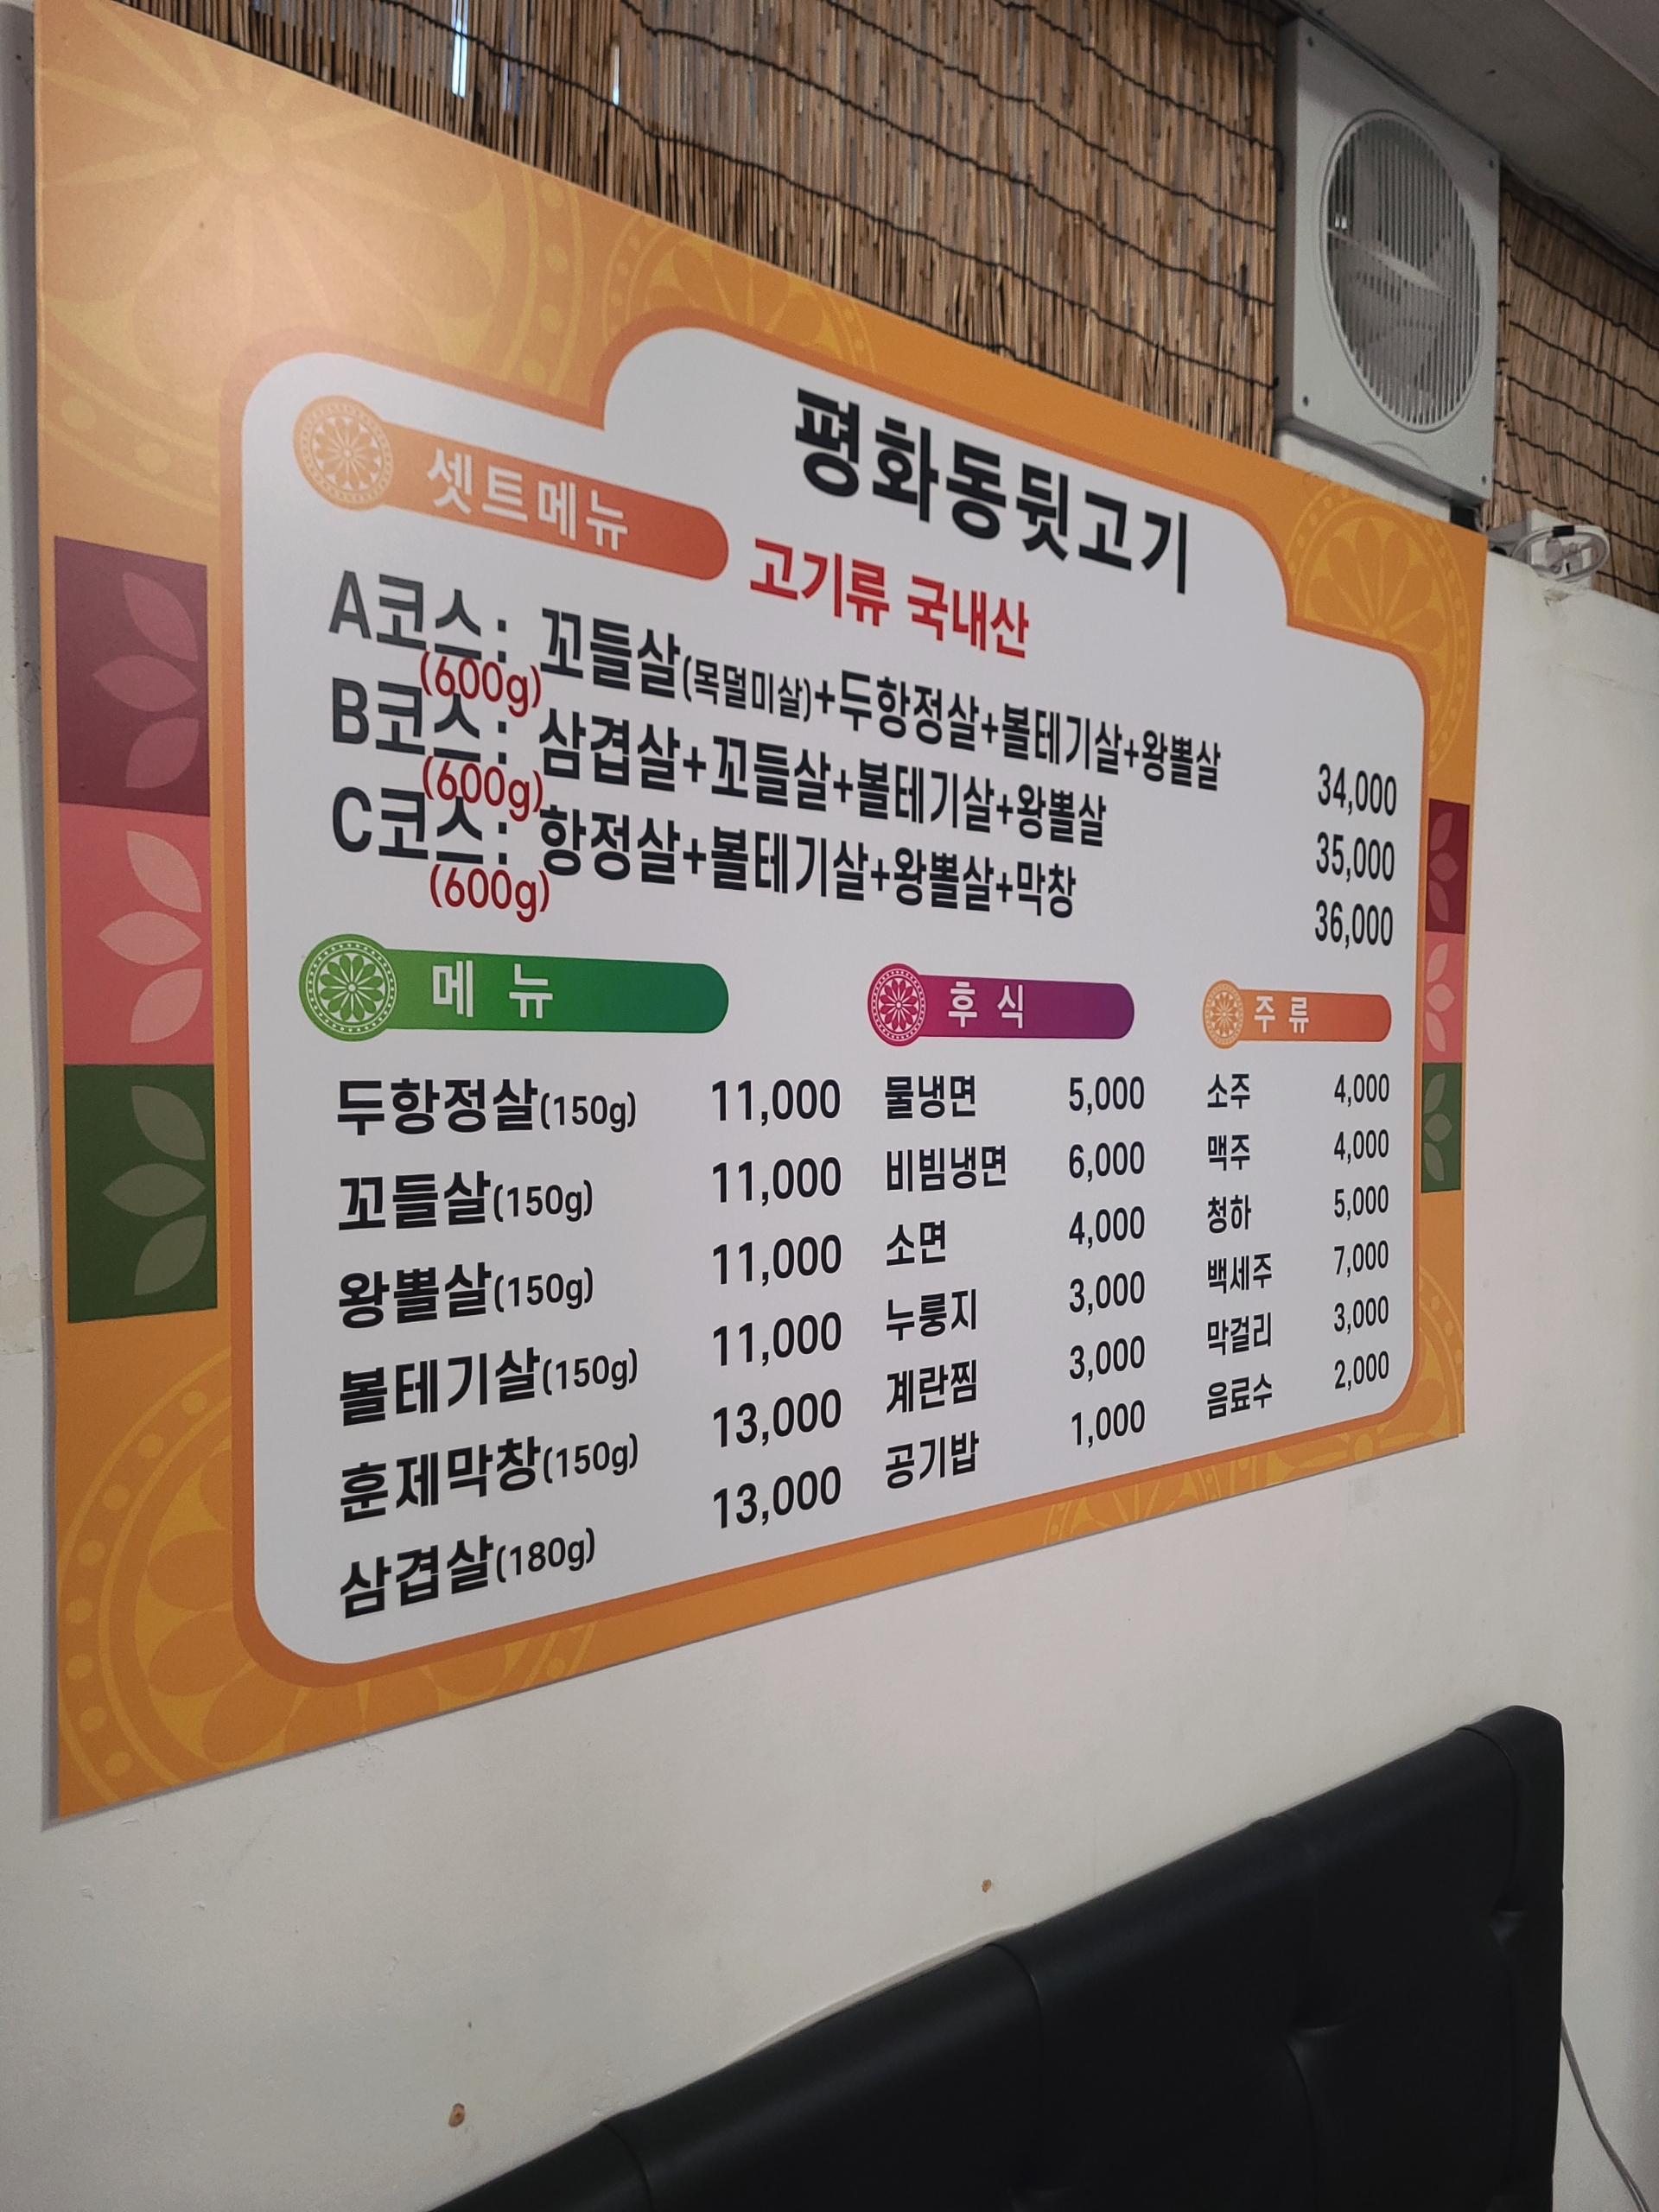 평화동뒷고기
셋트메뉴
고기류 국내산
A코스: 꼬들살(목덜미살)+두항정살+볼테기살+왕뽈살 34,000
(600g)
B코스: 삼겹살+꼬들살+볼테기살+왕뽈살 35,000
(600g)
C코스: 항정살+볼테기살+왕뽈살+막창 36,000
(600g)
메뉴
두항정살(150g) 11,000
꼬들살(150g) 11,000
왕뽈살(150g) 11,000
볼테기살(150g) 11,000
훈제막창(150g) 13,000
삼겹살(180g) 13,000
후식
물냉면 5,000
비빔냉면 6,000
소면 4,000
누룽지 3,000
계란찜 3,000
공기밥 1,000
주류
소주 4,000
맥주 4,000
청하 5,000
백세주 7,000
막걸리 3,000
음료수 2,000